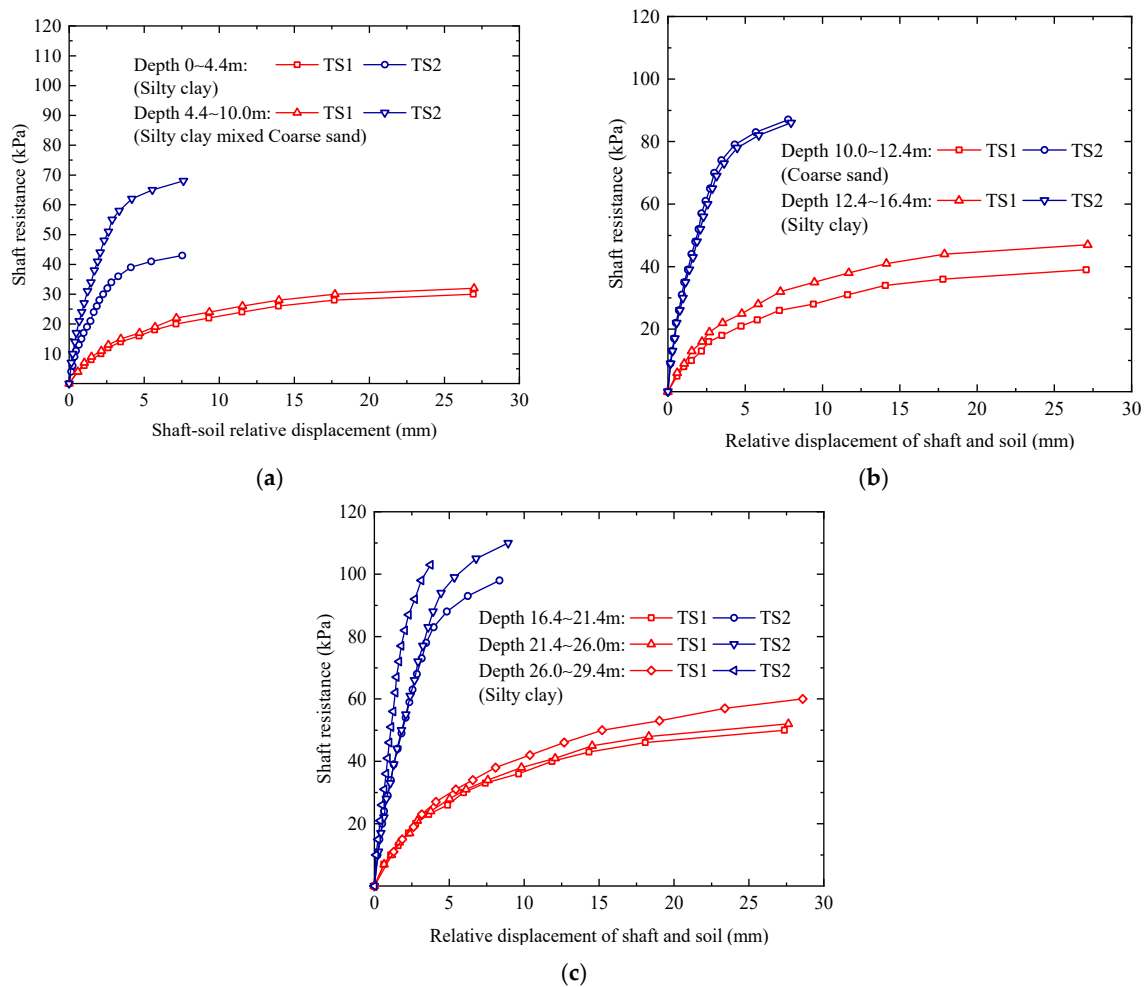 120
110
100
90
80
70
60
50
40
30
20
10
0 5 10 15 20 25 30
Shaft resistance (kPa)
Shaft-soil relative displacement (mm)
Depth 0~4.4m: TS1 TS2
(Silty clay)
Depth 4.4~10.0m: TS1 TS2
(Silty clay mixed Coarse sand)
(a)
120
100
80
60
40
20
0 5 10 15 20 25 30
Shaft resistance (kPa)
Relative displacement of shaft and soil (mm)
Depth 10.0~12.4m: TS1 TS2
(Coarse sand)
Depth 12.4~16.4m: TS1 TS2
(Silty clay)
(b)
120
100
80
60
40
20
0 5 10 15 20 25 30
Shaft resistance (kPa)
Relative displacement of shaft and soil (mm)
Depth 16.4~21.4m: TS1 TS2
Depth 21.4~26.0m: TS1 TS2
Depth 26.0~29.4m: TS1 TS2
(Silty clay)
(c)